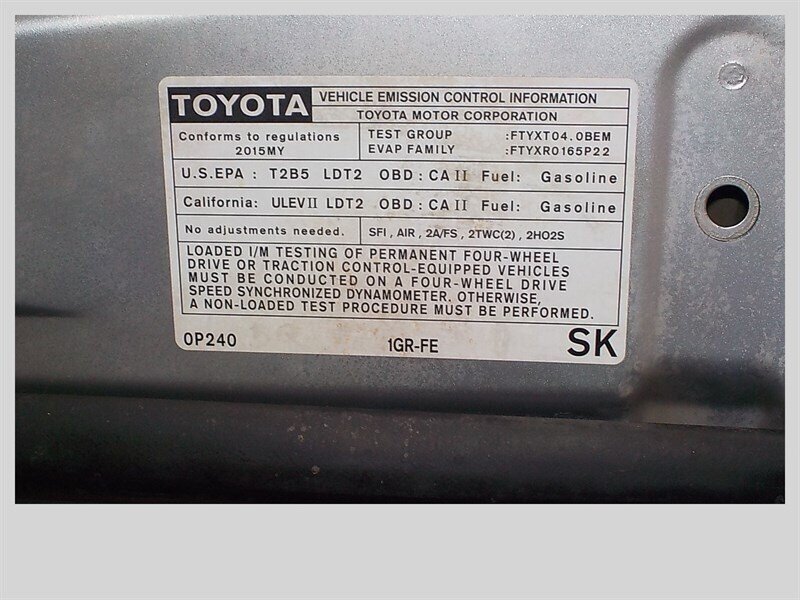 TOYOTA VEHICLE EMISSION CONTROL INFORMATION
TOYOTA MOTOR CORPORATION
Conforms to regulations
2015MY
TEST GROUP :FTYXT04.0BEM
EVAP FAMILY :FTYXR0165P22
U.S.EPA : T2B5 LDT2 OBD : CA II Fuel: Gasoline
California: ULEV II LDT2 OBD : CA II Fuel: Gasoline
No adjustments needed.
SFI , AIR , 2A/FS , 2TWC(2) , 2HO2S
LOADED I/M TESTING OF PERMANENT FOUR-WHEEL
DRIVE OR TRACTION CONTROL-EQUIPPED VEHICLES
MUST BE CONDUCTED ON A FOUR-WHEEL DRIVE
SPEED SYNCHRONIZED DYNAMOMETER. OTHERWISE,
A NON-LOADED TEST PROCEDURE MUST BE PERFORMED.
0P240 1GR-FE SK